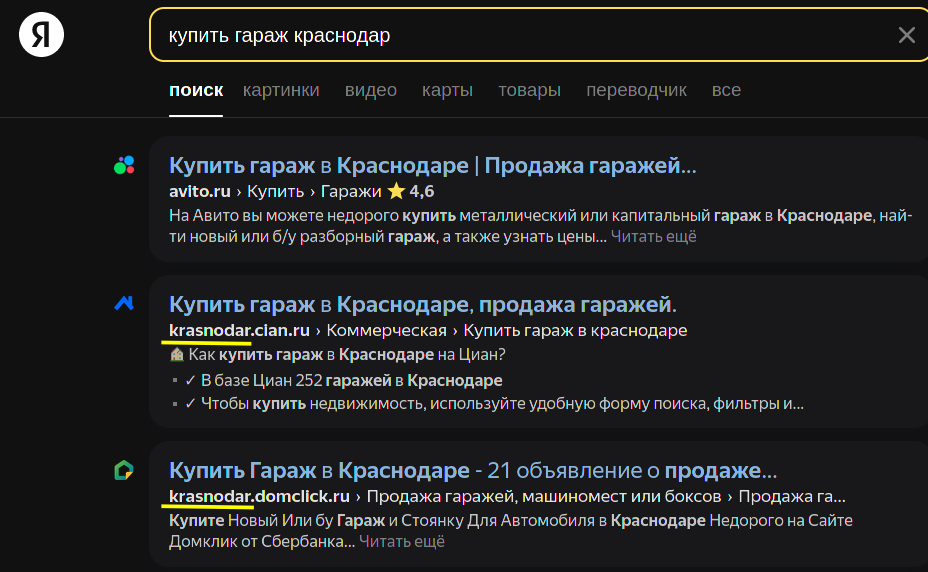 Я
купить гараж краснодар
поиск картинки видео карты товары переводчик все
Купить гараж в Краснодаре | Продажа гаражей...
avito.ru › Купить › Гаражи ⭐ 4,6
На Авито вы можете недорого купить металлический или капитальный гараж в Краснодаре, най-
ти новый или б/у разборный гараж, а также узнать цены... Читать ещё
Купить гараж в Краснодаре, продажа гаражей.
krasnodar.cian.ru › Коммерческая › Купить гараж в краснодаре
🏠 Как купить гараж в Краснодаре на Циан?
▪ ✓ В базе Циан 252 гаражей в Краснодаре
▪ ✓ Чтобы купить недвижимость, используйте удобную форму поиска, фильтры и...
Купить Гараж в Краснодаре - 21 объявление о продаже...
krasnodar.domclick.ru › Продажа гаражей, машиномест или боксов › Продажа га...
Купите Новый Или бу Гараж и Стоянку Для Автомобиля в Краснодаре Недорого на Сайте
Домклик от Сбербанка... Читать ещё